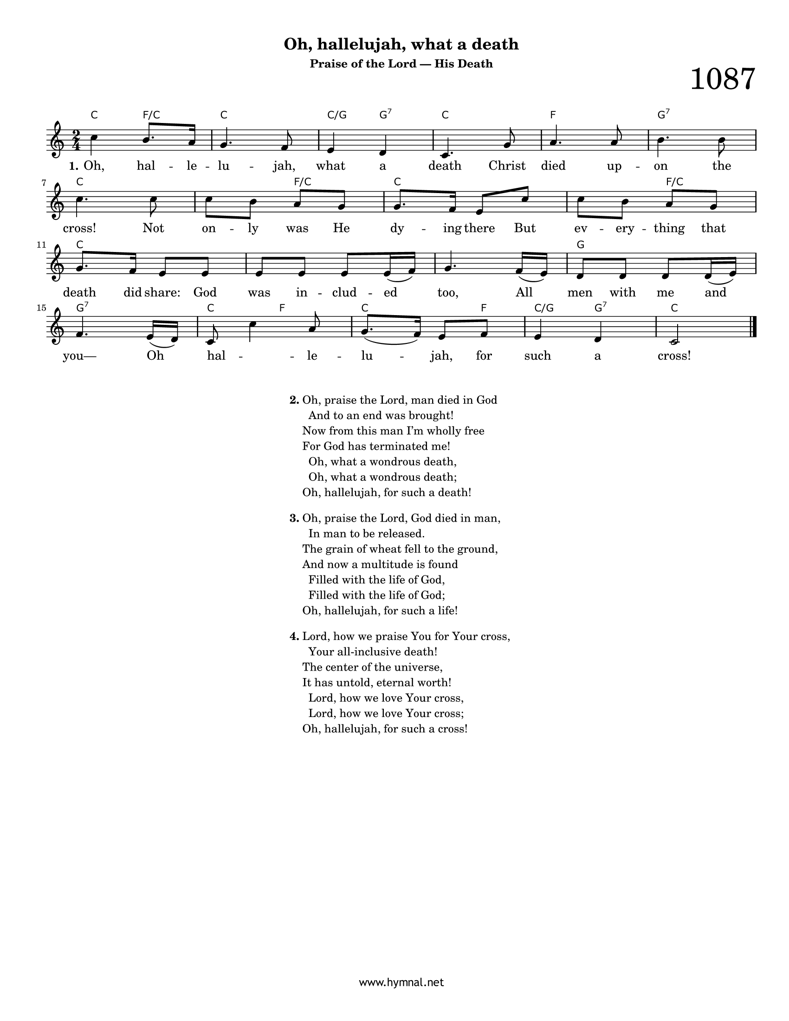 Oh, hallelujah, what a death
Praise of the Lord — His Death
1087
C F/C C C/G G7 C F G7
2
4
1. Oh, hal - le - lu - jah, what a death Christ died up - on the
7
C F/C C F/C
cross! Not on - ly was He dy - ing there But ev - ery - thing that
11
C G
death did share: God was in - clud - ed too, All men with me and
15
G7 C F C F C/G G7 C
you— Oh hal - - le - lu - jah, for such a cross!
2. Oh, praise the Lord, man died in God
And to an end was brought!
Now from this man I'm wholly free
For God has terminated me!
Oh, what a wondrous death,
Oh, what a wondrous death;
Oh, hallelujah, for such a death!
3. Oh, praise the Lord, God died in man,
In man to be released.
The grain of wheat fell to the ground,
And now a multitude is found
Filled with the life of God,
Filled with the life of God;
Oh, hallelujah, for such a life!
4. Lord, how we praise You for Your cross,
Your all-inclusive death!
The center of the universe,
It has untold, eternal worth!
Lord, how we love Your cross,
Lord, how we love Your cross;
Oh, hallelujah, for such a cross!
www.hymnal.net